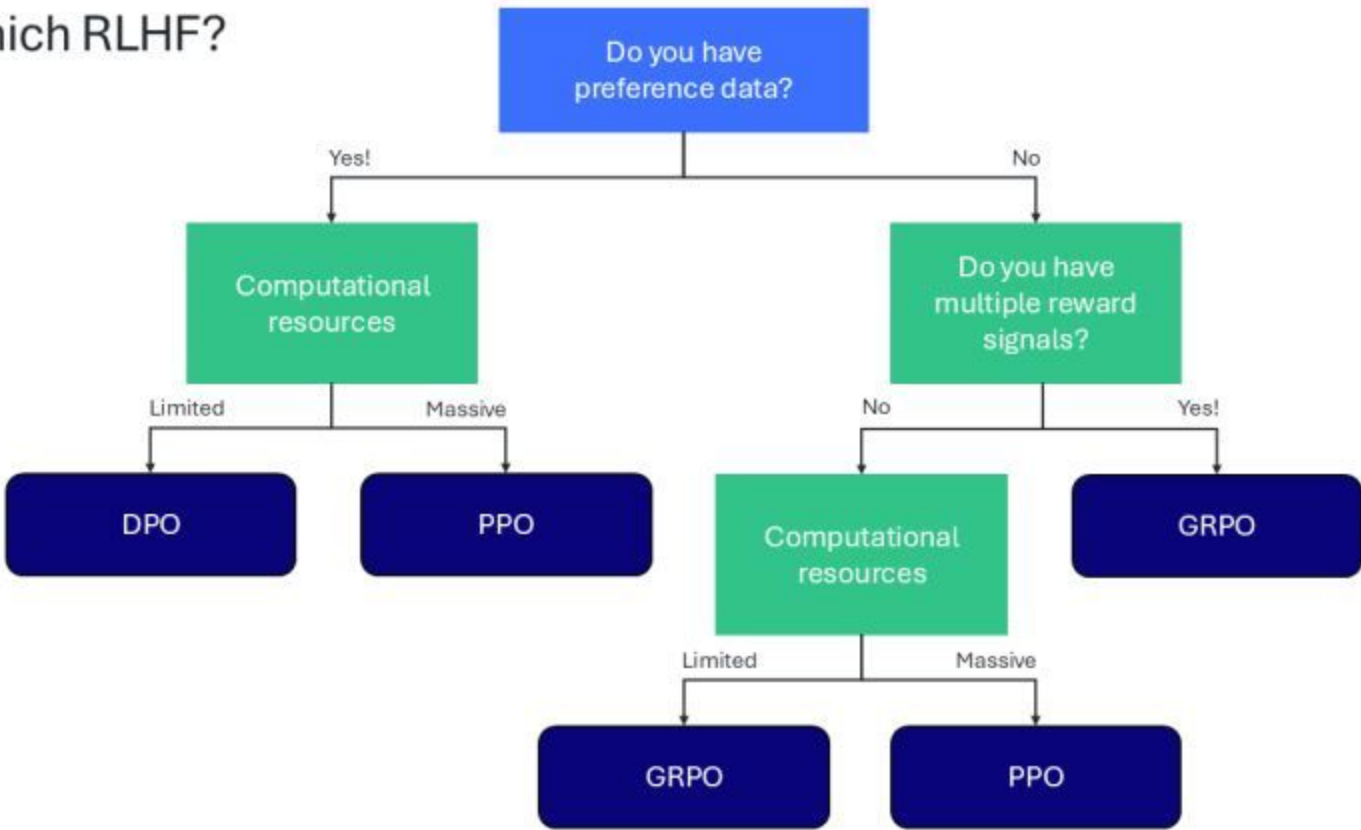 hich RLHF?
Do you have
preference data?
Yes!
No
Computational
resources
Do you have
multiple reward
signals?
Limited
Massive
No
Yes!
DPO
PPO
Computational
resources
GRPO
Limited
Massive
GRPO
PPO